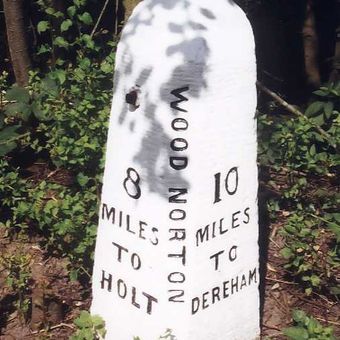 WOOD NORTON
8
MILES
TO
HOLT
10
MILES
TO
DEREHAM